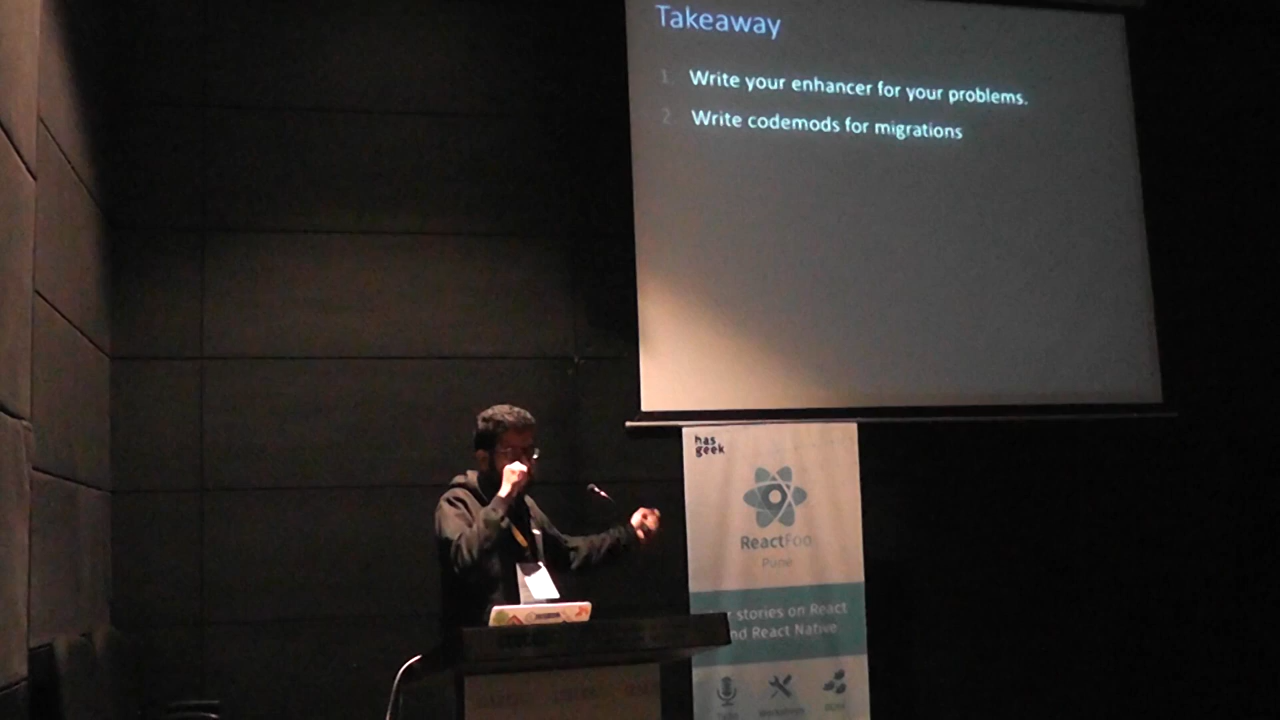 Takeaway
1. Write your enhancer for your problems.
2. Write codemods for migrations
has
geek
ReactFoo
Pune
stories on React
nd React Native